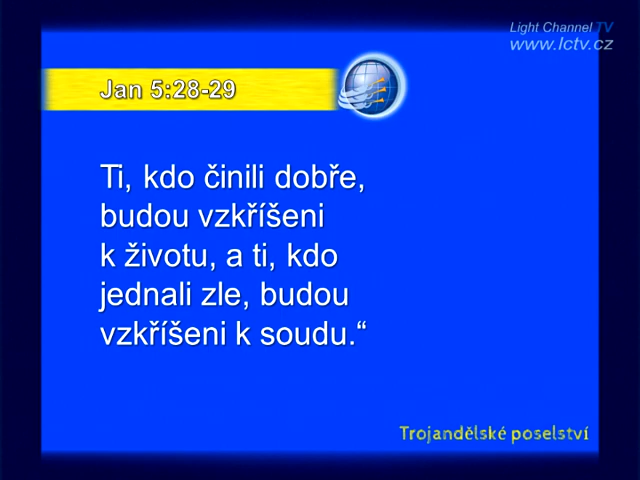 Light Channel TV
www.lctv.cz
Jan 5:28-29
Ti, kdo činili dobře,
budou vzkříšeni
k životu, a ti, kdo
jednali zle, budou
vzkříšeni k soudu.“
Trojandělské poselství